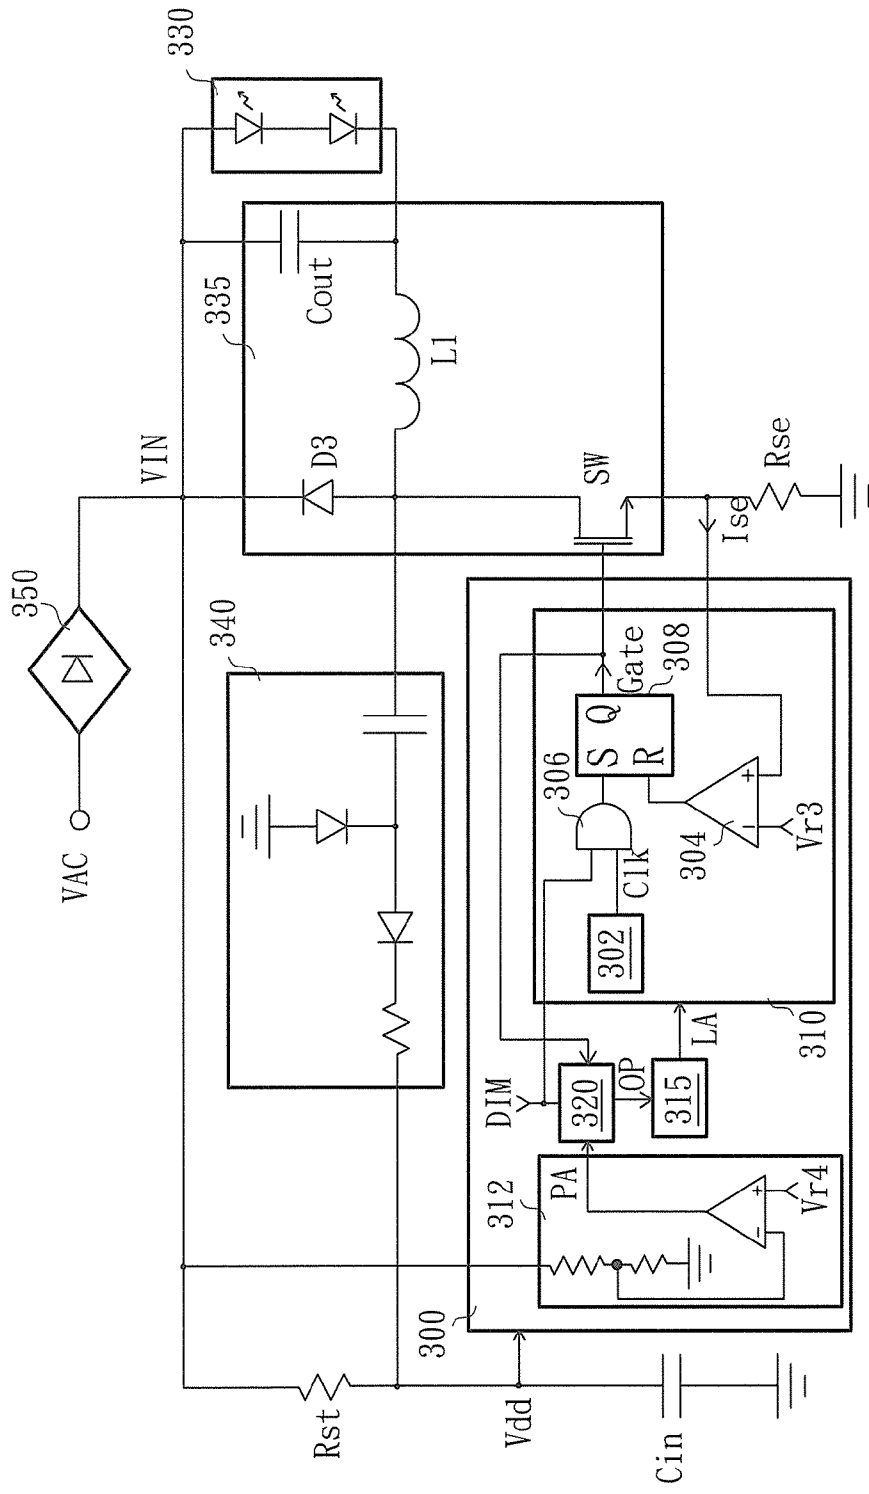 330
VIN
335
Cout
L1
D3
SW
Rse
Ise
350
VAC
340
Gate
308
S
Q
R
306
304
Vr3
Clk
302
310
LA
DIM
320
OP
315
312
PA
Vr4
300
Rst
Vdd
Cin